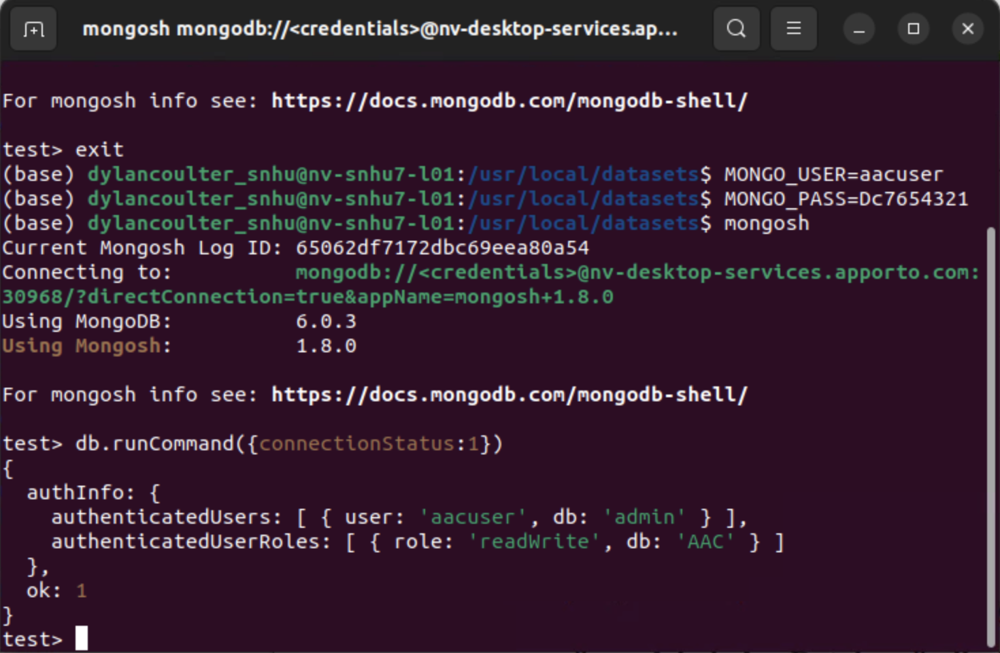 mongosh mongodb://<credentials>@nv-desktop-services.ap...
For mongosh info see: https://docs.mongodb.com/mongodb-shell/
test> exit
(base) dylancoulter_snhu@nv-snhu7-l01:/usr/local/datasets$ MONGO_USER=aacuser
(base) dylancoulter_snhu@nv-snhu7-l01:/usr/local/datasets$ MONGO_PASS=Dc7654321
(base) dylancoulter_snhu@nv-snhu7-l01:/usr/local/datasets$ mongosh
Current Mongosh Log ID: 65062df7172dbc69eea80a54
Connecting to: mongodb://<credentials>@nv-desktop-services.apporto.com:
30968/?directConnection=true&appName=mongosh+1.8.0
Using MongoDB: 6.0.3
Using Mongosh: 1.8.0
For mongosh info see: https://docs.mongodb.com/mongodb-shell/
test> db.runCommand({connectionStatus:1})
{
  authInfo: {
    authenticatedUsers: [ { user: 'aacuser', db: 'admin' } ],
    authenticatedUserRoles: [ { role: 'readWrite', db: 'AAC' } ]
  },
  ok: 1
}
test>